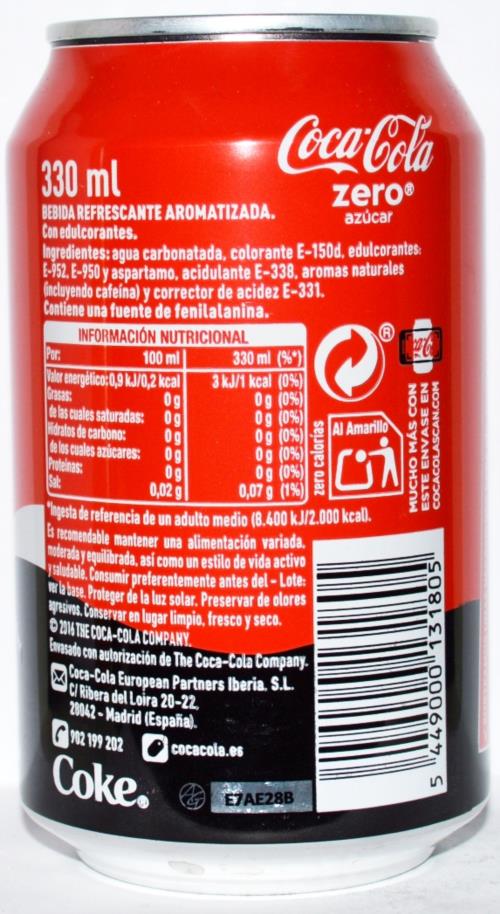 Coca-Cola
zero®
azúcar
330 ml
BEBIDA REFRESCANTE AROMATIZADA.
Con edulcorantes.
Ingredientes: agua carbonatada, colorante E-150d, edulcorantes:
E-952, E-950 y aspartamo, acidulante E-338, aromas naturales
(incluyendo cafeína) y corrector de acidez E-331.
Contiene una fuente de fenilalanina.
INFORMACIÓN NUTRICIONAL
Por: 100 ml 330 ml (%*)
Valor energético: 0,9 kJ/0,2 kcal 3 kJ/1 kcal (0%)
Grasas: 0 g 0 g (0%)
de las cuales saturadas: 0 g 0 g (0%)
Hidratos de carbono: 0 g 0 g (0%)
de los cuales azúcares: 0 g 0 g (0%)
Proteínas: 0 g 0 g (0%)
Sal: 0,02 g 0,07 g (1%)
®
zero calorías
Al Amarillo
MUCHO MÁS CON
ESTE ENVASE EN
COCACOLASCAN.COM
*Ingesta de referencia de un adulto medio (8.400 kJ/2.000 kcal).
Es recomendable mantener una alimentación variada,
moderada y equilibrada, así como un estilo de vida activo
y saludable. Consumir preferentemente antes del - Lote:
ver la base. Proteger de la luz solar. Preservar de olores
agresivos. Conservar en lugar limpio, fresco y seco.
© 2016 THE COCA-COLA COMPANY.
Envasado con autorización de The Coca-Cola Company.
Coca-Cola European Partners Iberia, S.L.
C/ Ribera del Loira 20-22,
28042 - Madrid (España).
902 199 202 cocacola.es
Coke
E7AE28B
5 449000 131805